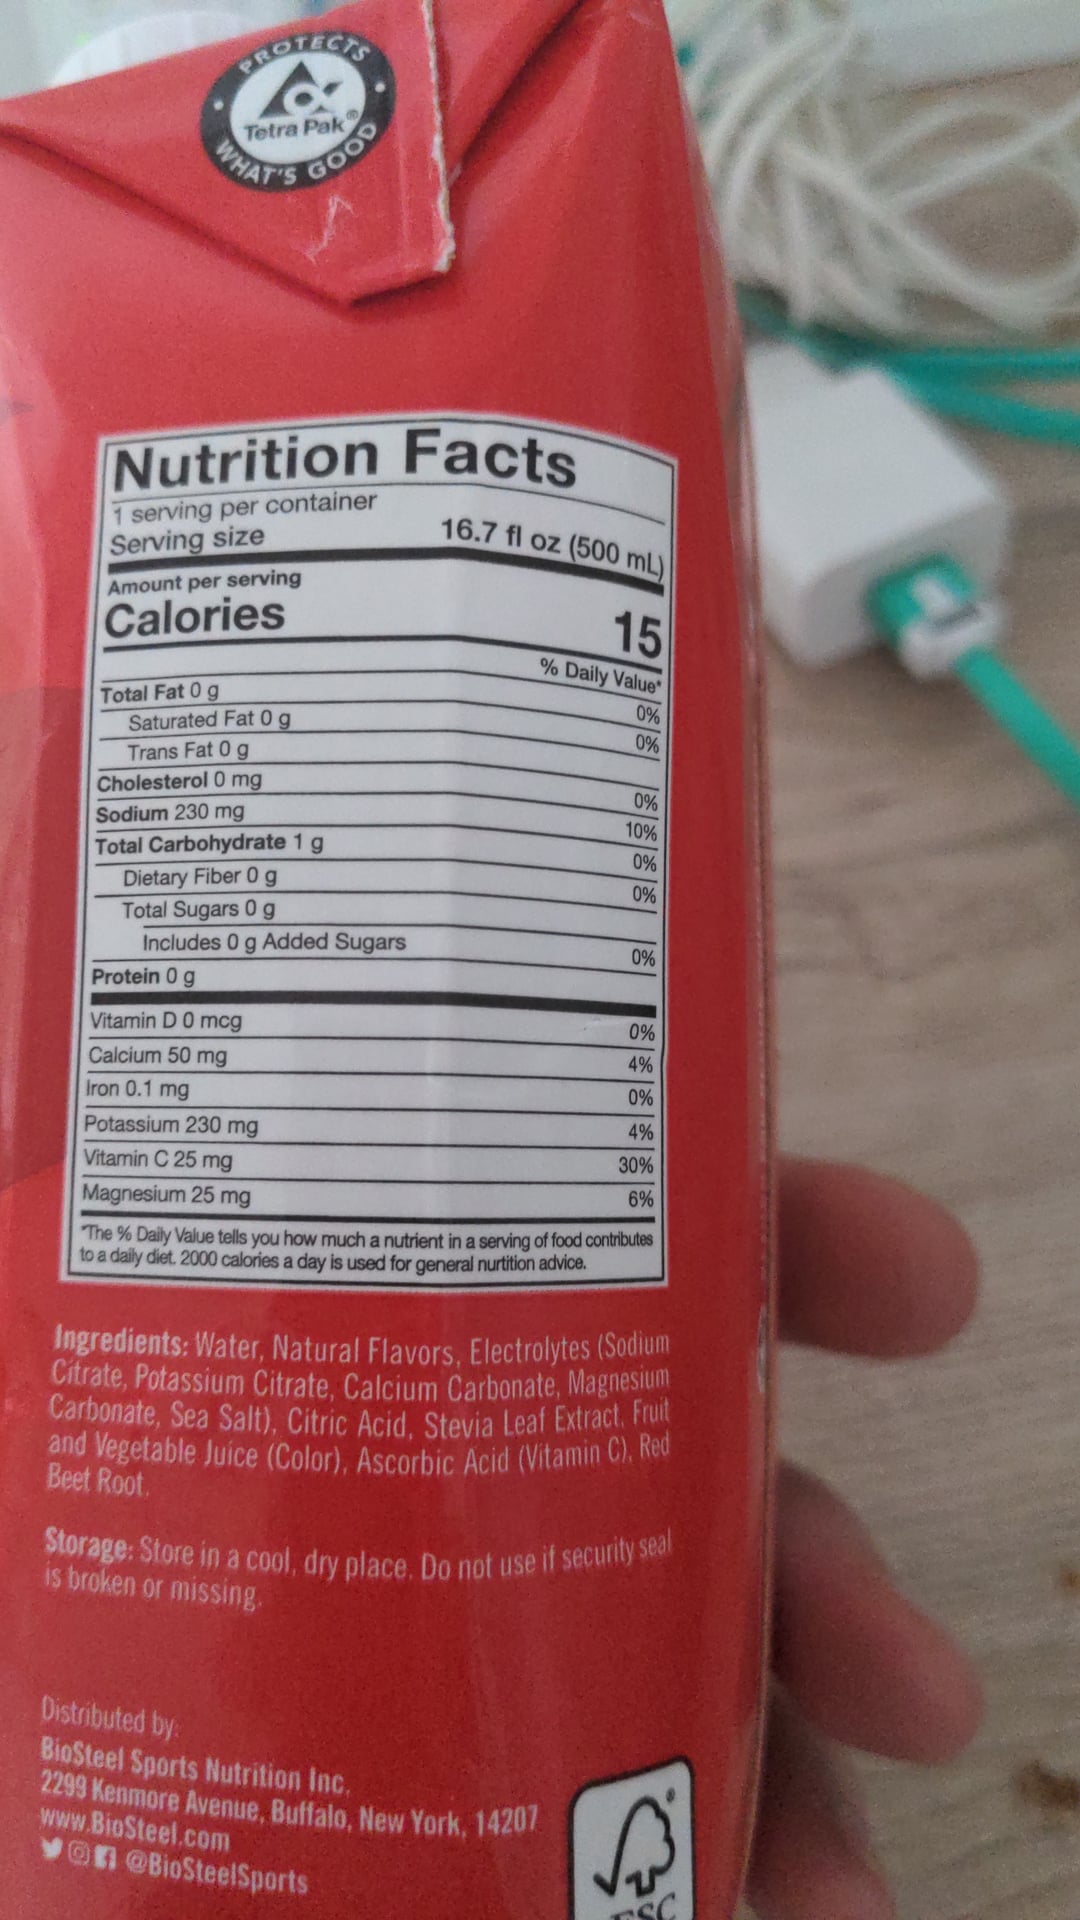 PROTECTS
Tetra Pak®
WHAT'S GOOD
Nutrition Facts
1 serving per container
Serving size 16.7 fl oz (500 mL)
Amount per serving
Calories 15
% Daily Value*
Total Fat 0 g 0%
Saturated Fat 0 g 0%
Trans Fat 0 g
Cholesterol 0 mg 0%
Sodium 230 mg 10%
Total Carbohydrate 1 g 0%
Dietary Fiber 0 g 0%
Total Sugars 0 g
Includes 0 g Added Sugars 0%
Protein 0 g
Vitamin D 0 mcg 0%
Calcium 50 mg 4%
Iron 0.1 mg 0%
Potassium 230 mg 4%
Vitamin C 25 mg 30%
Magnesium 25 mg 6%
*The % Daily Value tells you how much a nutrient in a serving of food contributes
to a daily diet. 2000 calories a day is used for general nurtition advice.
Ingredients: Water, Natural Flavors, Electrolytes (Sodium
Citrate, Potassium Citrate, Calcium Carbonate, Magnesium
Carbonate, Sea Salt), Citric Acid, Stevia Leaf Extract, Fruit
and Vegetable Juice (Color), Ascorbic Acid (Vitamin C), Red
Beet Root.
Storage: Store in a cool, dry place. Do not use if security seal
is broken or missing.
Distributed by:
BioSteel Sports Nutrition Inc.
2299 Kenmore Avenue, Buffalo, New York, 14207
www.BioSteel.com
@BioSteelSports
FSC